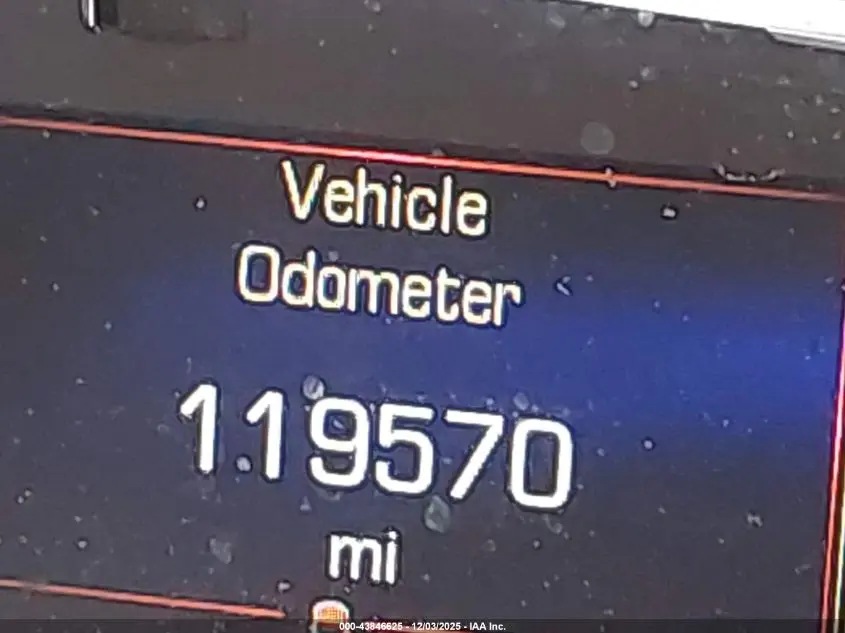 Vehicle
Odometer
119570
mi
000-43846625 - 12/03/2025 - IAA Inc.